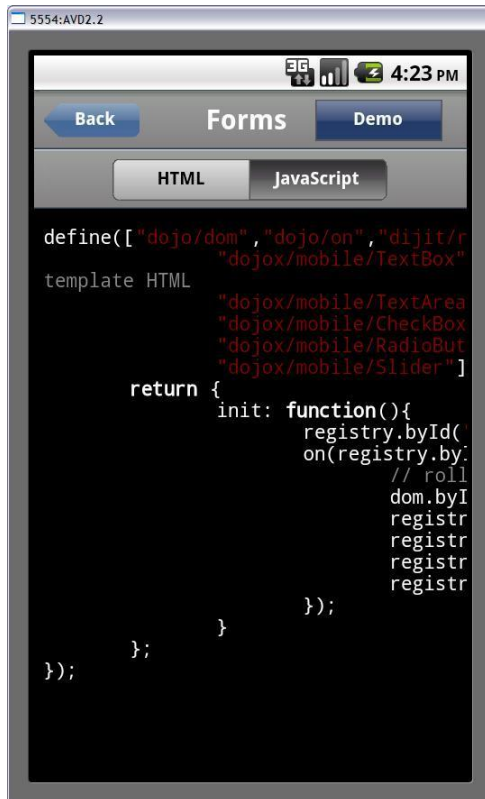 5554:AVD2.2
3G 4:23 PM
Back Forms Demo
HTML JavaScript
define(["dojo/dom","dojo/on","dijit/r
"dojox/mobile/TextBox"
template HTML
"dojox/mobile/TextArea
"dojox/mobile/CheckBox
"dojox/mobile/RadioBut
"dojox/mobile/Slider"]
return {
init: function(){
registry.byId("
on(registry.byI
// roll
dom.byI
registr
registr
registr
registr
});
}
};
});